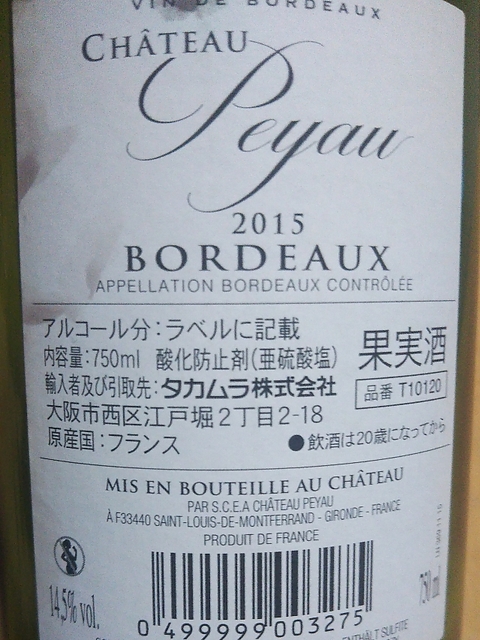 VIN DE BORDEAUX
CHÂTEAU
Peyau
2015
BORDEAUX
APPELLATION BORDEAUX CONTRÔLÉE
アルコール分：ラベルに記載
内容量：750ml 酸化防止剤（亜硫酸塩）
果実酒
輸入者及び引取先：タカムラ株式会社
品番 T10120
大阪市西区江戸堀2丁目2-18
原産国：フランス
●飲酒は20歳になってから
MIS EN BOUTEILLE AU CHÂTEAU
PAR S.C.E.A CHÂTEAU PEYAU
À F33440 SAINT-LOUIS-DE-MONTFERRAND - GIRONDE - FRANCE
PRODUIT DE FRANCE
14,5% vol.
750 ml
0 499999 003275
SULFITE